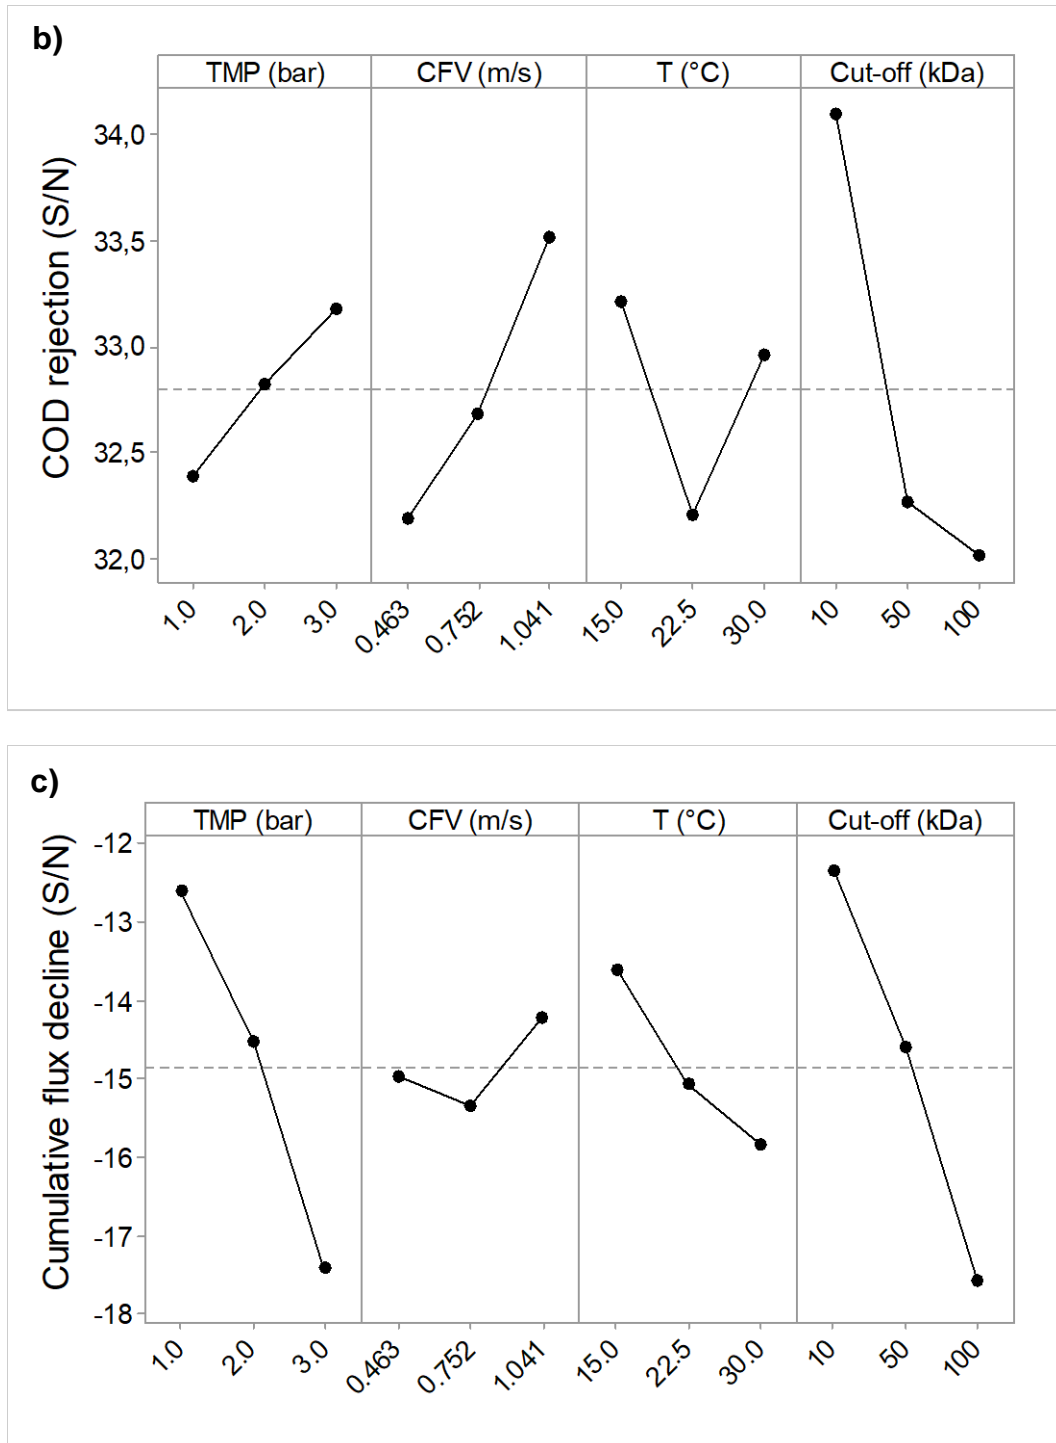 b)
TMP (bar) CFV (m/s) T (°C) Cut-off (kDa)
COD rejection (S/N)
34,0
33,5
33,0
32,5
32,0
1.0 2.0 3.0 0.463 0.752 1.041 15.0 22.5 30.0 10 50 100
c)
TMP (bar) CFV (m/s) T (°C) Cut-off (kDa)
Cumulative flux decline (S/N)
-12
-13
-14
-15
-16
-17
-18
1.0 2.0 3.0 0.463 0.752 1.041 15.0 22.5 30.0 10 50 100